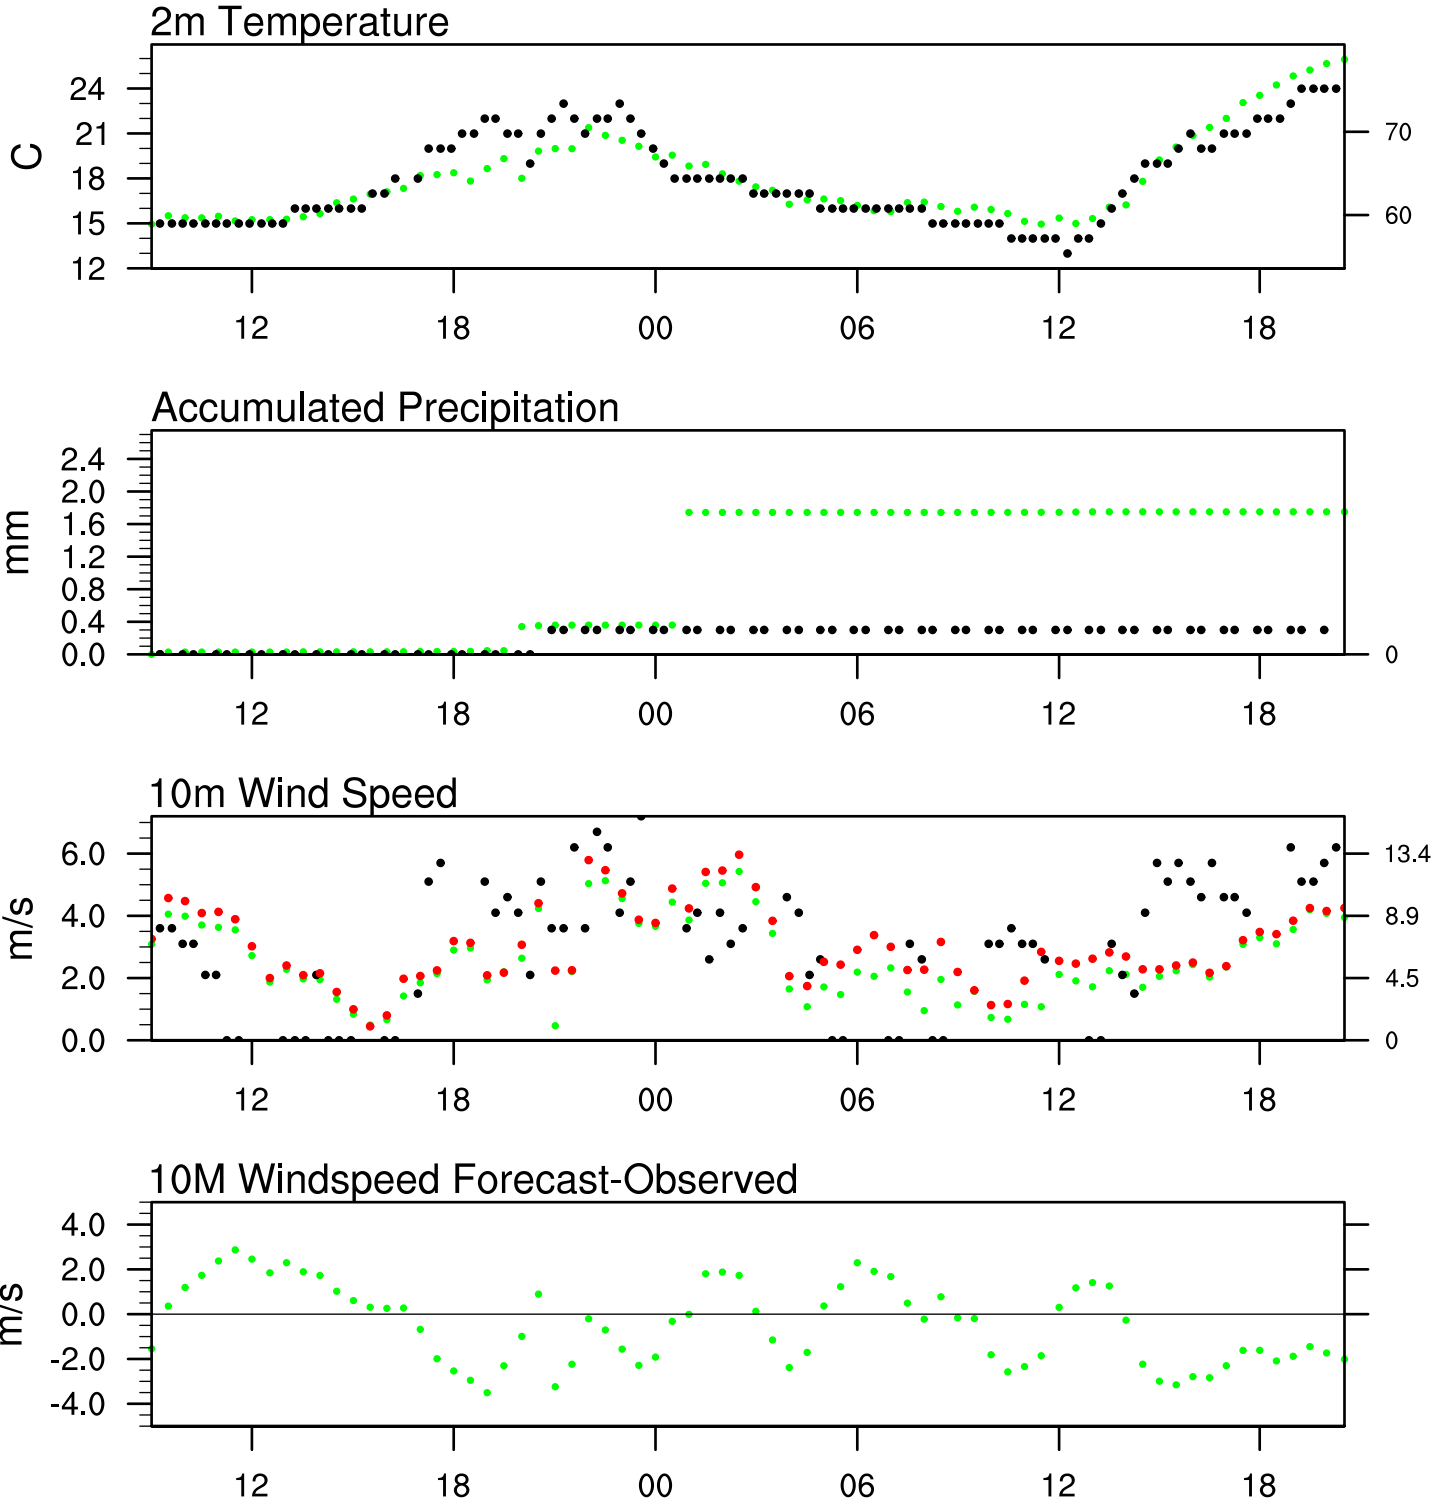 2m Temperature
24
21
18
15
12
C
70
60
12 18 00 06 12 18
Accumulated Precipitation
2.4
2.0
1.6
1.2
0.8
0.4
0.0
mm
0
12 18 00 06 12 18
10m Wind Speed
6.0
4.0
2.0
0.0
m/s
13.4
8.9
4.5
0
12 18 00 06 12 18
10M Windspeed Forecast-Observed
4.0
2.0
0.0
-2.0
-4.0
m/s
12 18 00 06 12 18